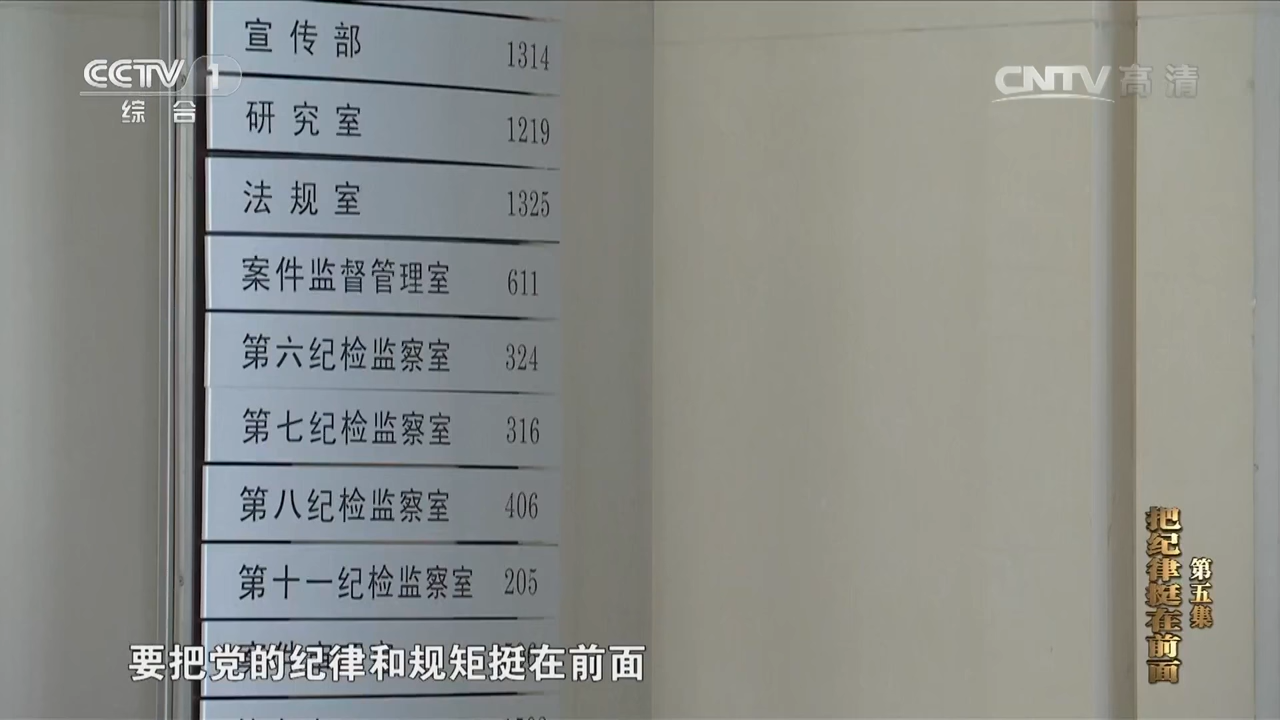 CCTV 1
综合
CNTV高清
宣传部 1314
研究室 1219
法规室 1325
案件监督管理室 611
第六纪检监察室 324
第七纪检监察室 316
第八纪检监察室 406
第十一纪检监察室 205
要把党的纪律和规矩挺在前面
第五集
把纪律挺在前面